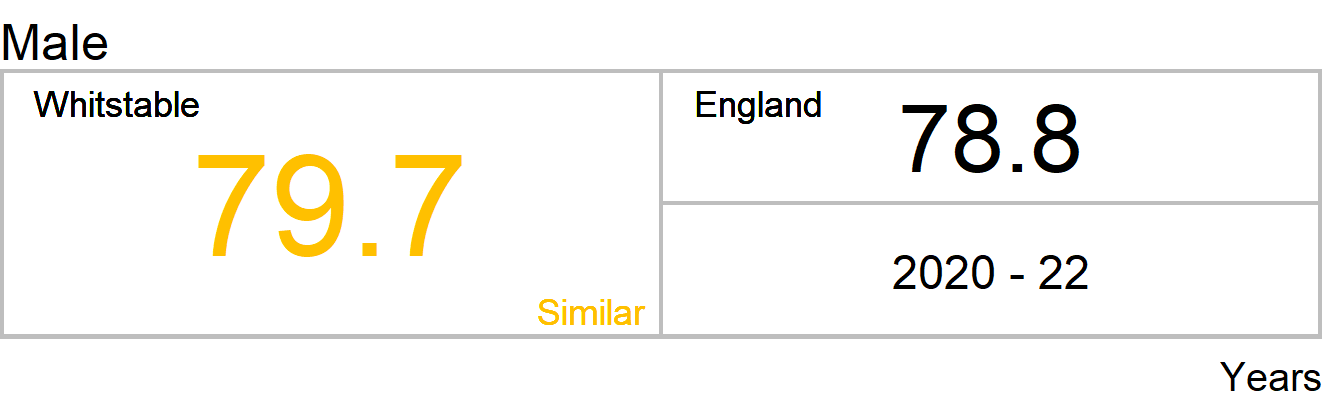 Male
Whitstable
79.7
Similar
England
78.8
2020 - 22
Years